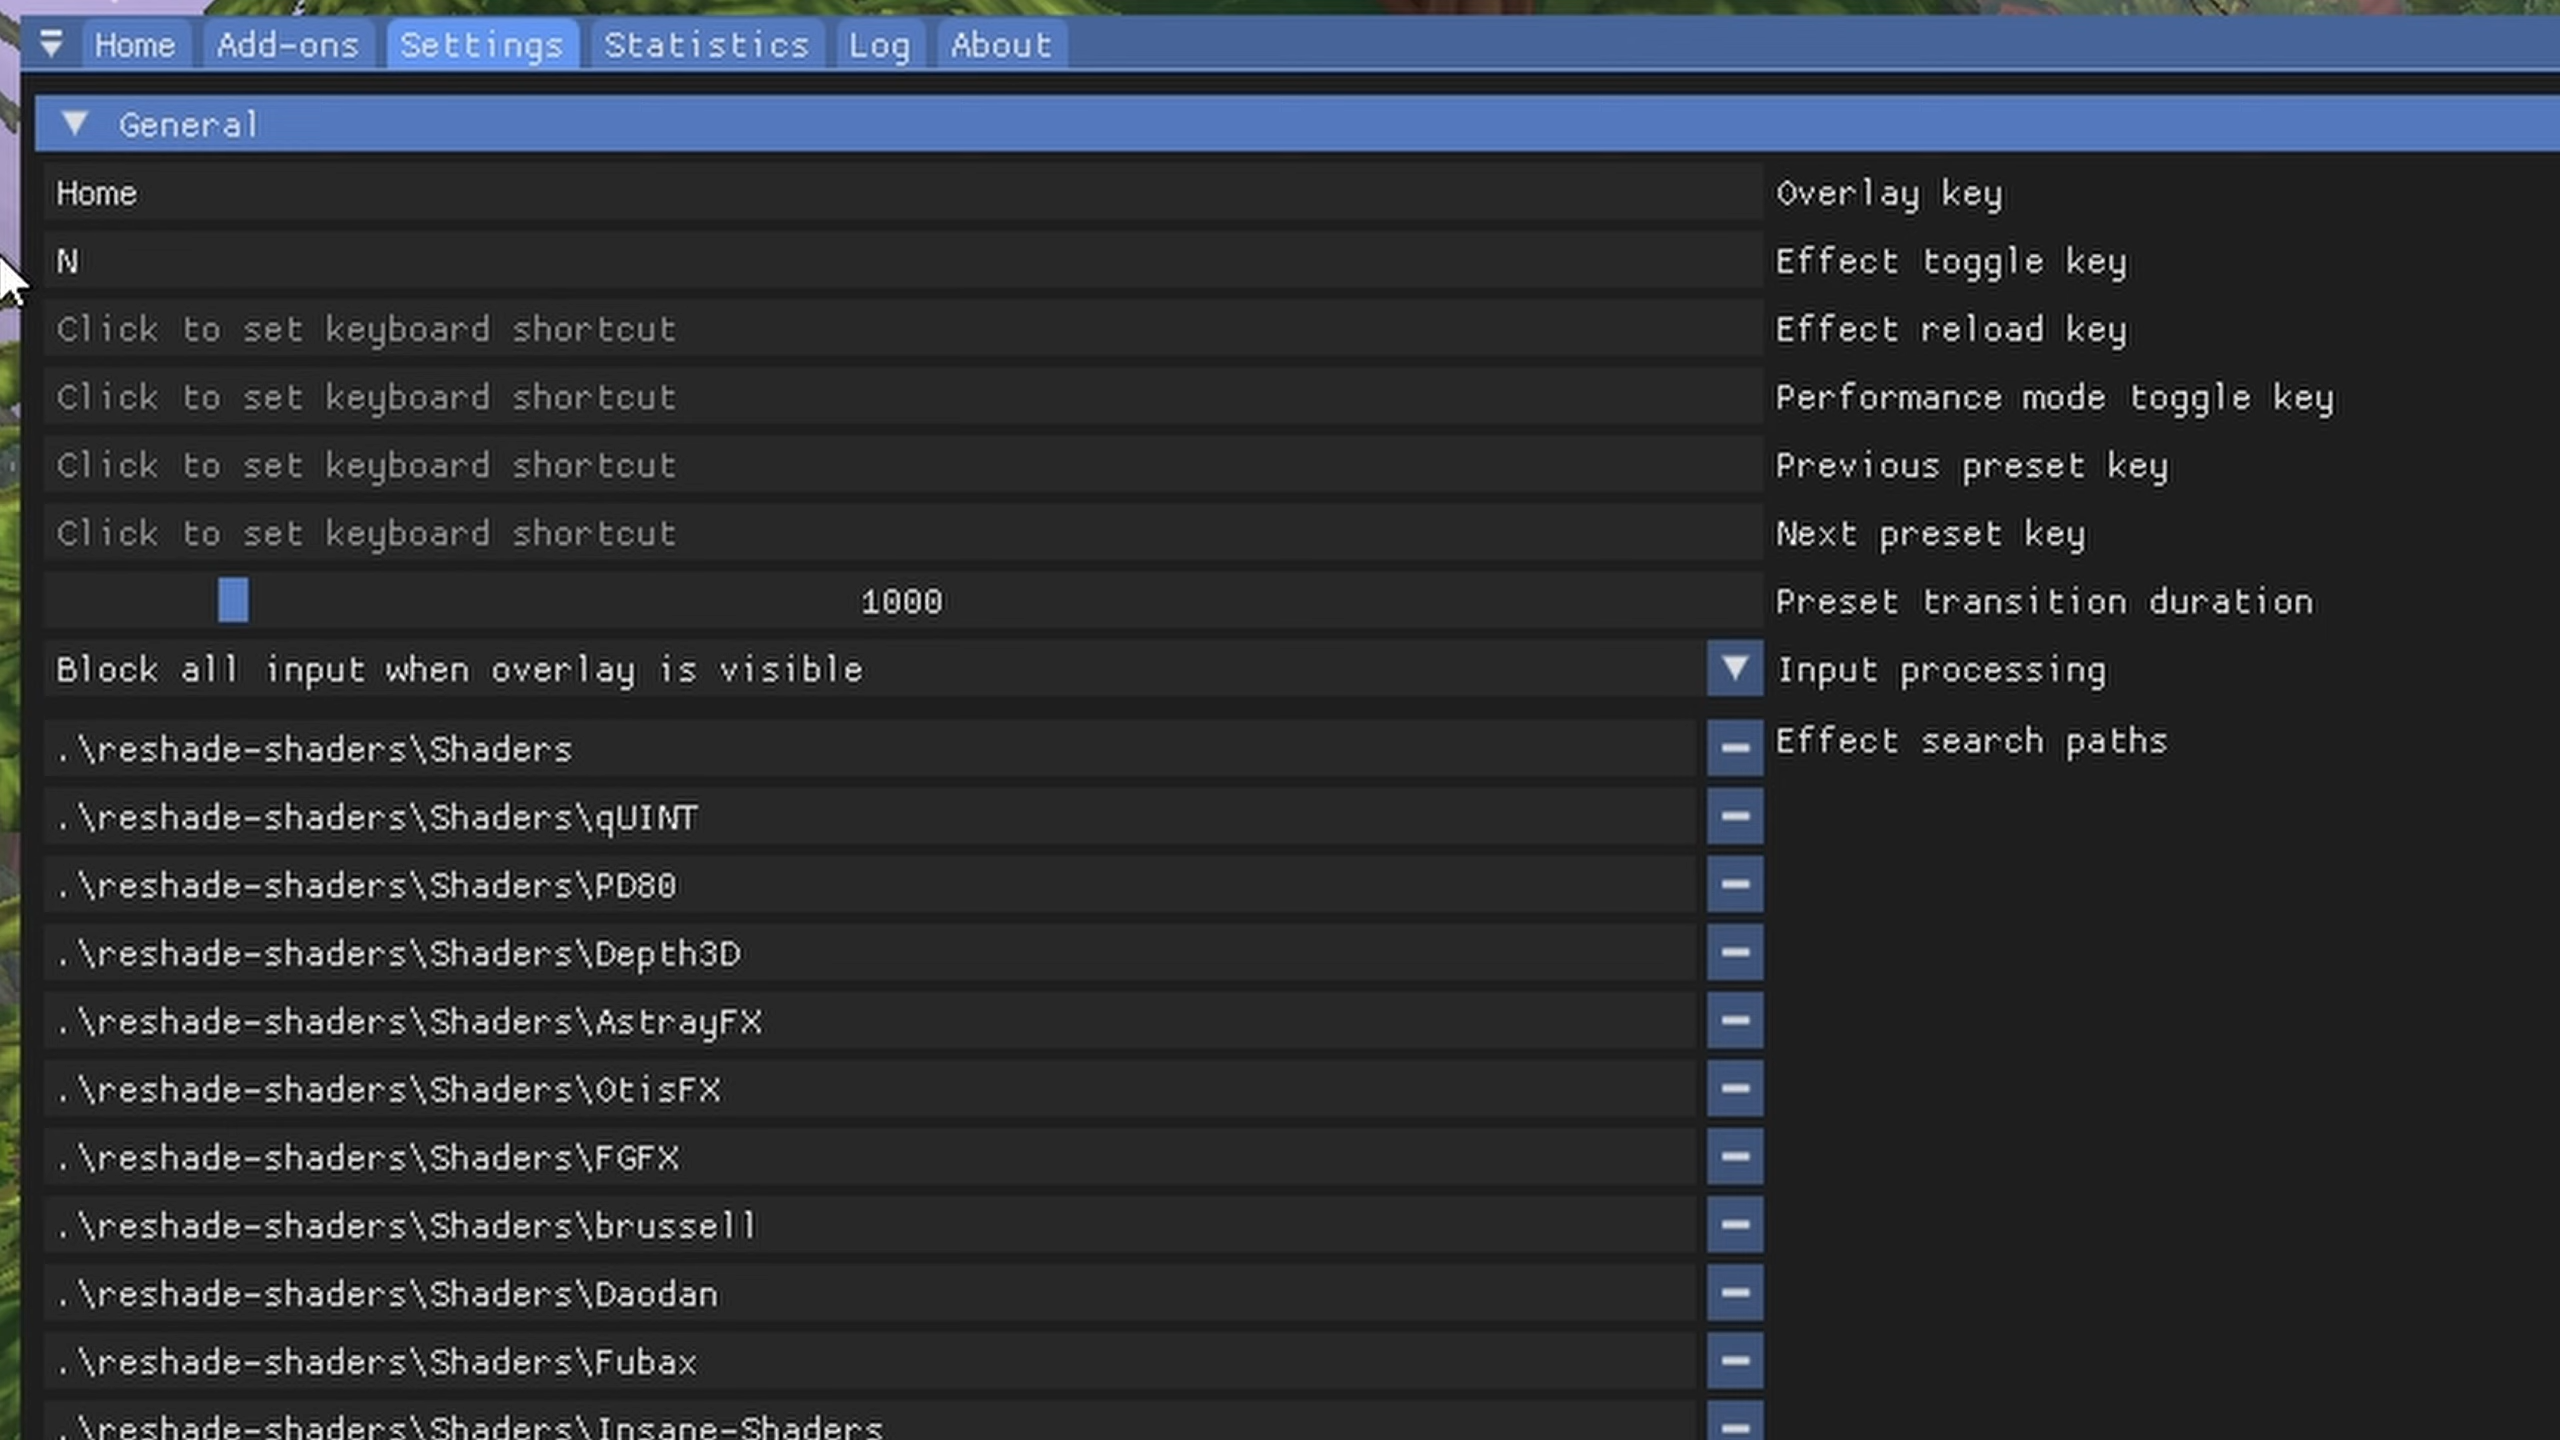 Home Add-ons Settings Statistics Log About
General
Home Overlay key
N Effect toggle key
Click to set keyboard shortcut Effect reload key
Click to set keyboard shortcut Performance mode toggle key
Click to set keyboard shortcut Previous preset key
Click to set keyboard shortcut Next preset key
1000 Preset transition duration
Block all input when overlay is visible Input processing
.\reshade-shaders\Shaders Effect search paths
.\reshade-shaders\Shaders\qUINT
.\reshade-shaders\Shaders\PD80
.\reshade-shaders\Shaders\Depth3D
.\reshade-shaders\Shaders\AstrayFX
.\reshade-shaders\Shaders\OtisFX
.\reshade-shaders\Shaders\FGFX
.\reshade-shaders\Shaders\brussell
.\reshade-shaders\Shaders\Daodan
.\reshade-shaders\Shaders\Fubax
.\reshade-shaders\Shaders\Insane-Shaders